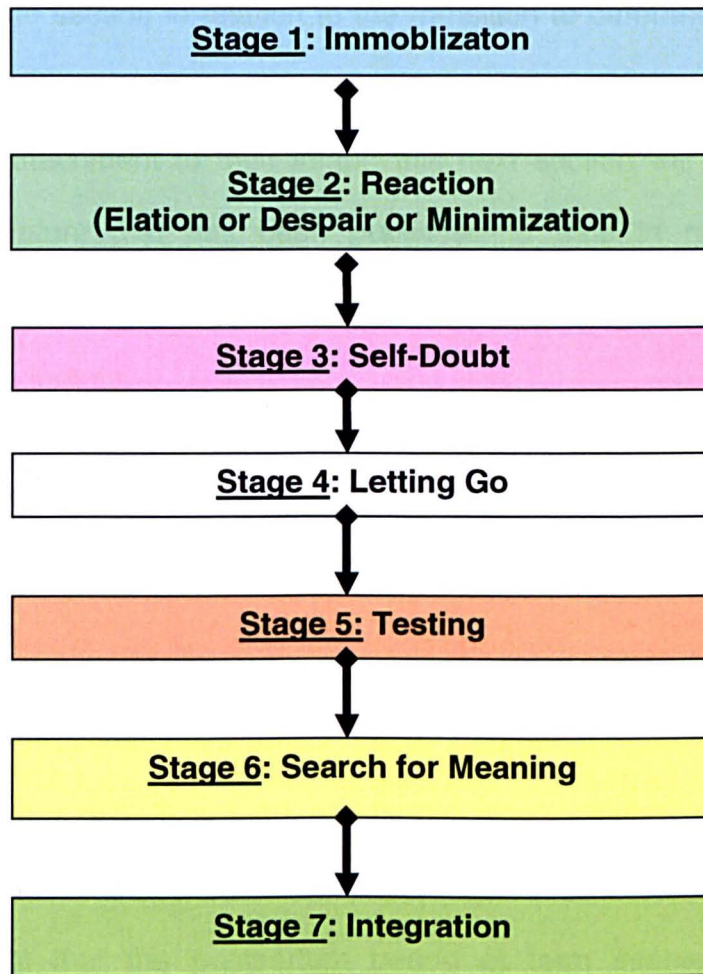 Stage 1: Immoblizaton
Stage 2: Reaction
(Elation or Despair or Minimization)
Stage 3: Self-Doubt
Stage 4: Letting Go
Stage 5: Testing
Stage 6: Search for Meaning
Stage 7: Integration